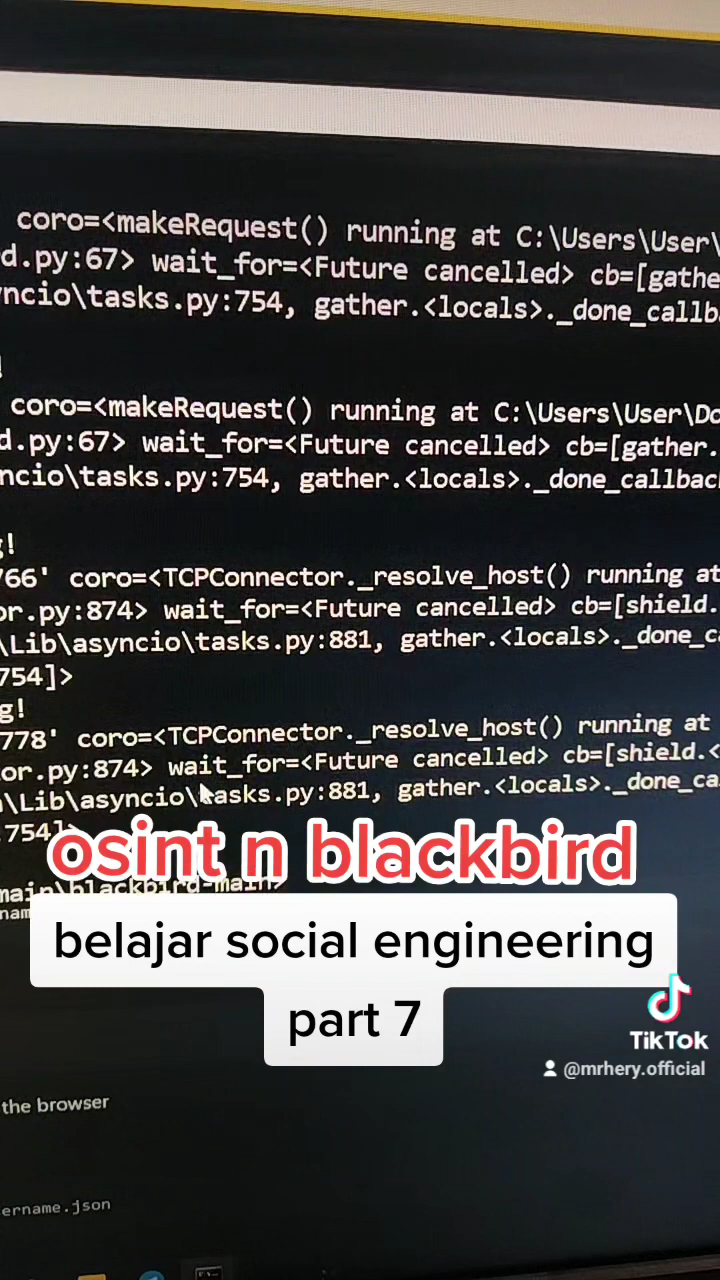 coro=<makeRequest() running at C:\Users\User\
d.py:67> wait_for=<Future cancelled> cb=[gathe
ncio\tasks.py:754, gather.<locals>._done_callb
!
coro=<makeRequest() running at C:\Users\User\Do
d.py:67> wait_for=<Future cancelled> cb=[gather.
ncio\tasks.py:754, gather.<locals>._done_callbac
g!
766' coro=<TCPConnector._resolve_host() running at
or.py:874> wait_for=<Future cancelled> cb=[shield.
\Lib\asyncio\tasks.py:881, gather.<locals>._done_c
754]>
g!
778' coro=<TCPConnector._resolve_host() running at
or.py:874> wait_for=<Future cancelled> cb=[shield.<
\Lib\asyncio\tasks.py:881, gather.<locals>._done_ca
754]>
osint n blackbird
main\blackbird-main>
nam
belajar social engineering
part 7
TikTok
@mrhery.official
the browser
ername.json